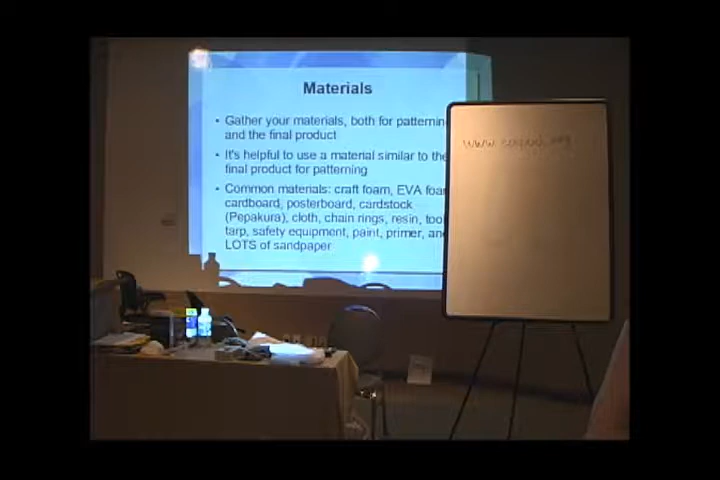 Materials
• Gather your materials, both for patternin
and the final product
• It's helpful to use a material similar to the
final product for patterning
• Common materials: craft foam, EVA foa
cardboard, posterboard, cardstock
(Pepakura), cloth, chain rings, resin, tool
tarp, safety equipment, paint, primer, and
LOTS of sandpaper